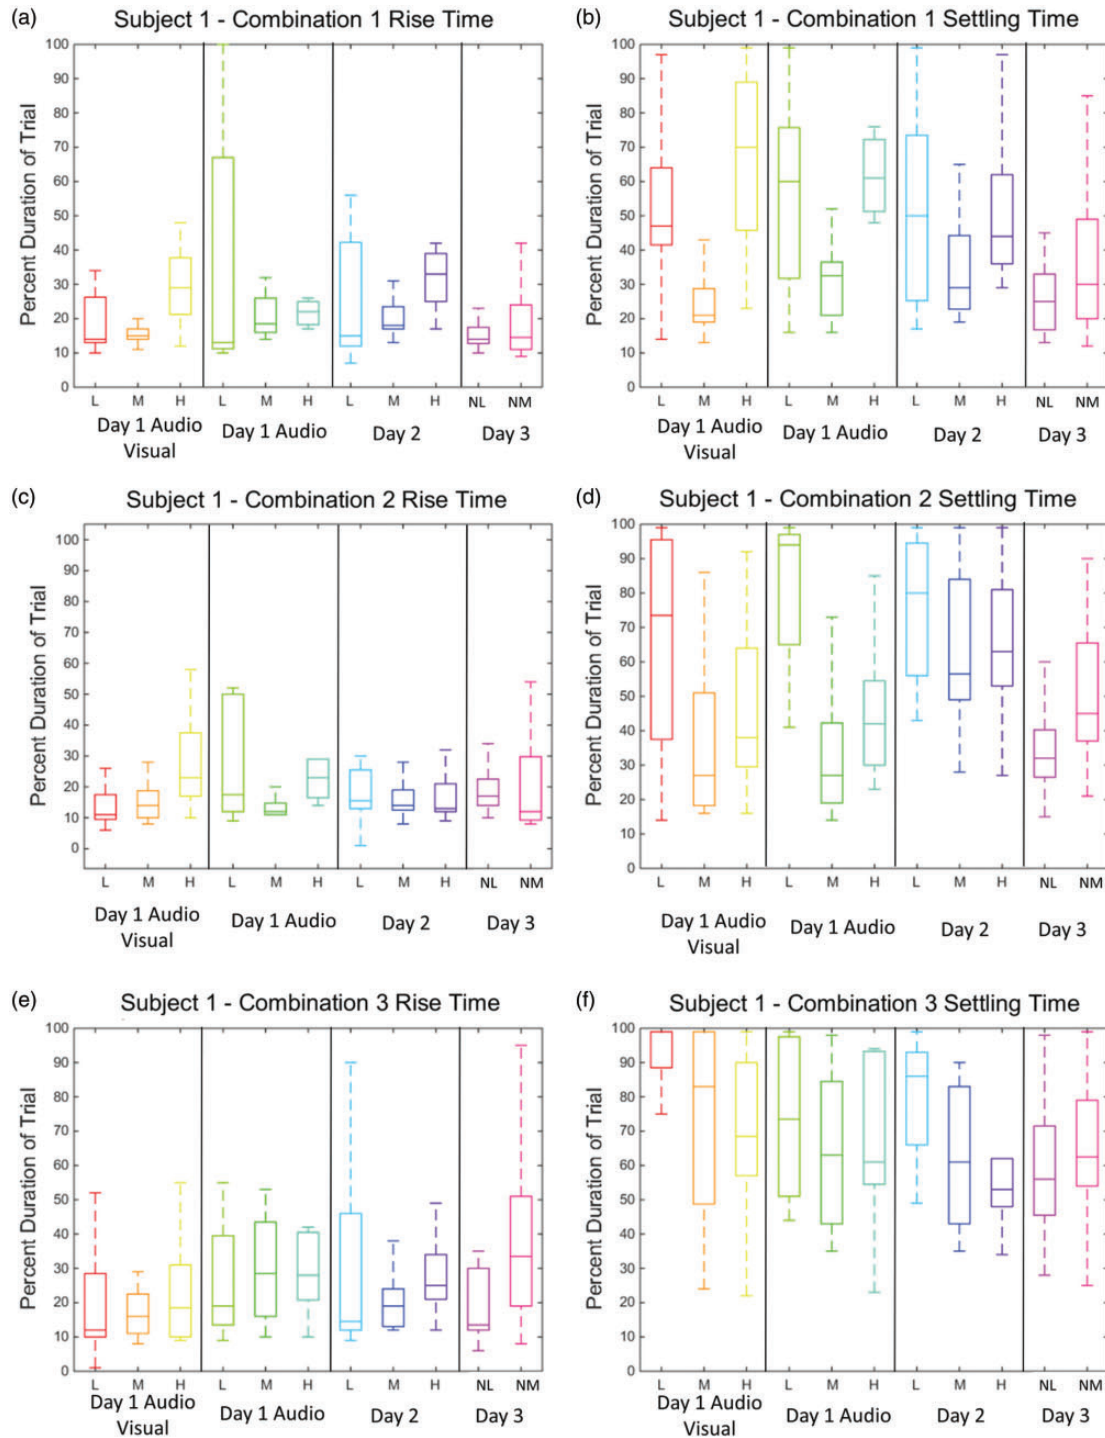 (a) Subject 1 - Combination 1 Rise Time
Percent Duration of Trial
100
90
80
70
60
50
40
30
20
10
0
L M H L M H L M H NL NM
Day 1 Audio Visual
Day 1 Audio
Day 2
Day 3
(b) Subject 1 - Combination 1 Settling Time
Percent Duration of Trial
100
90
80
70
60
50
40
30
20
10
0
L M H L M H L M H NL NM
Day 1 Audio Visual
Day 1 Audio
Day 2
Day 3
(c) Subject 1 - Combination 2 Rise Time
Percent Duration of Trial
100
90
80
70
60
50
40
30
20
10
0
L M H L M H L M H NL NM
Day 1 Audio Visual
Day 1 Audio
Day 2
Day 3
(d) Subject 1 - Combination 2 Settling Time
Percent Duration of Trial
100
90
80
70
60
50
40
30
20
10
0
L M H L M H L M H NL NM
Day 1 Audio Visual
Day 1 Audio
Day 2
Day 3
(e) Subject 1 - Combination 3 Rise Time
Percent Duration of Trial
100
90
80
70
60
50
40
30
20
10
0
L M H L M H L M H NL NM
Day 1 Audio Visual
Day 1 Audio
Day 2
Day 3
(f) Subject 1 - Combination 3 Settling Time
Percent Duration of Trial
100
90
80
70
60
50
40
30
20
10
0
L M H L M H L M H NL NM
Day 1 Audio Visual
Day 1 Audio
Day 2
Day 3